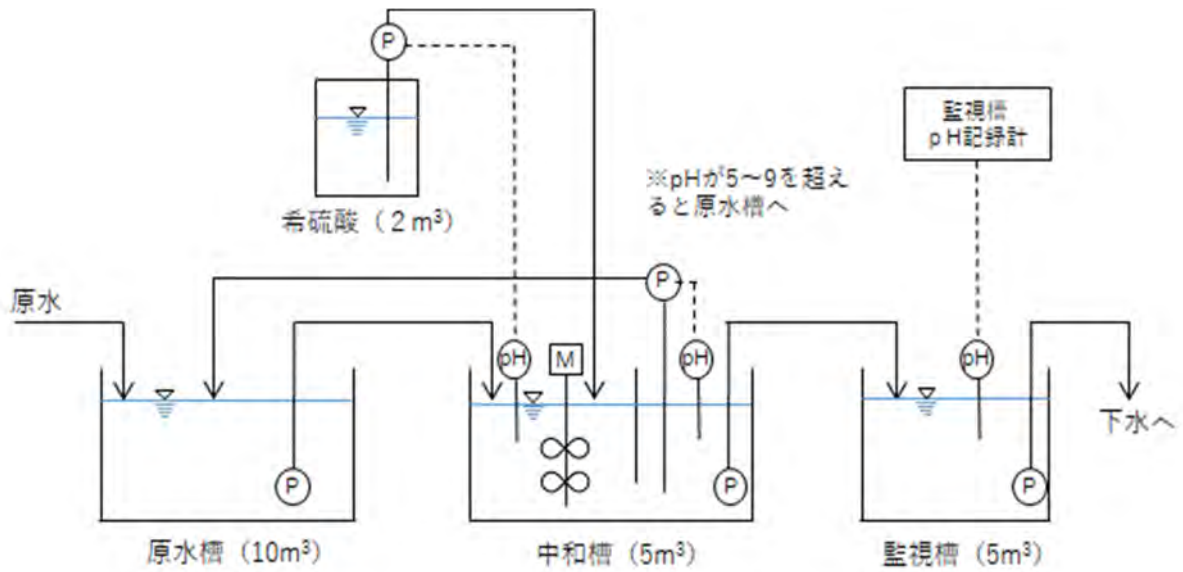 P
希硫酸（２m³）
監視槽
ｐH記録計
※pHが5～9を超え
ると原水槽へ
P
原水
pH
M
pH
pH
下水へ
P
P
P
原水槽（10m³）
中和槽（5m³）
監視槽（5m³）